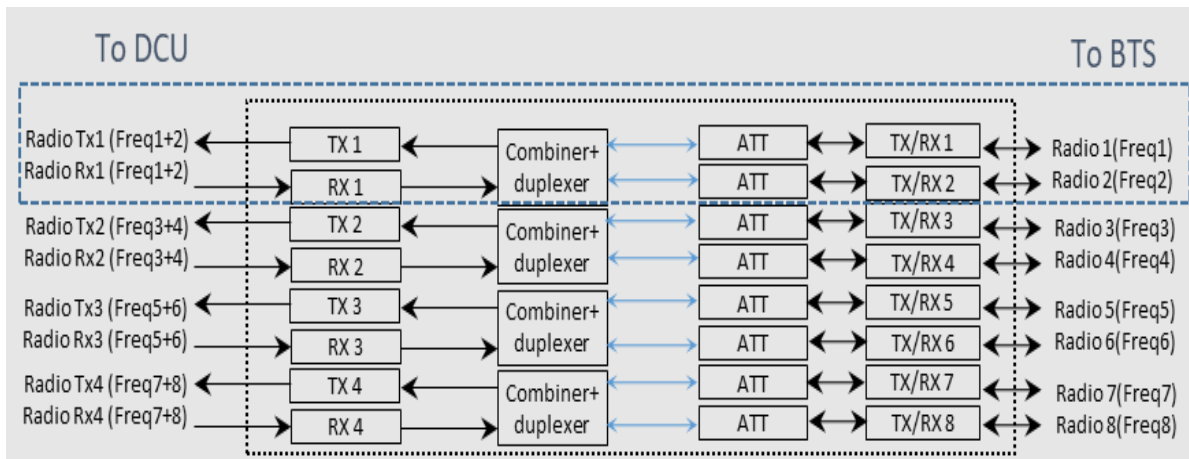 To DCU
To BTS
Radio Tx1 (Freq1+2)
TX 1
Combiner+
duplexer
ATT
TX/RX 1
Radio 1(Freq1)
Radio Rx1 (Freq1+2)
RX 1
ATT
TX/RX 2
Radio 2(Freq2)
Radio Tx2 (Freq3+4)
TX 2
Combiner+
duplexer
ATT
TX/RX 3
Radio 3(Freq3)
Radio Rx2 (Freq3+4)
RX 2
ATT
TX/RX 4
Radio 4(Freq4)
Radio Tx3 (Freq5+6)
TX 3
Combiner+
duplexer
ATT
TX/RX 5
Radio 5(Freq5)
Radio Rx3 (Freq5+6)
RX 3
ATT
TX/RX 6
Radio 6(Freq6)
Radio Tx4 (Freq7+8)
TX 4
Combiner+
duplexer
ATT
TX/RX 7
Radio 7(Freq7)
Radio Rx4 (Freq7+8)
RX 4
ATT
TX/RX 8
Radio 8(Freq8)